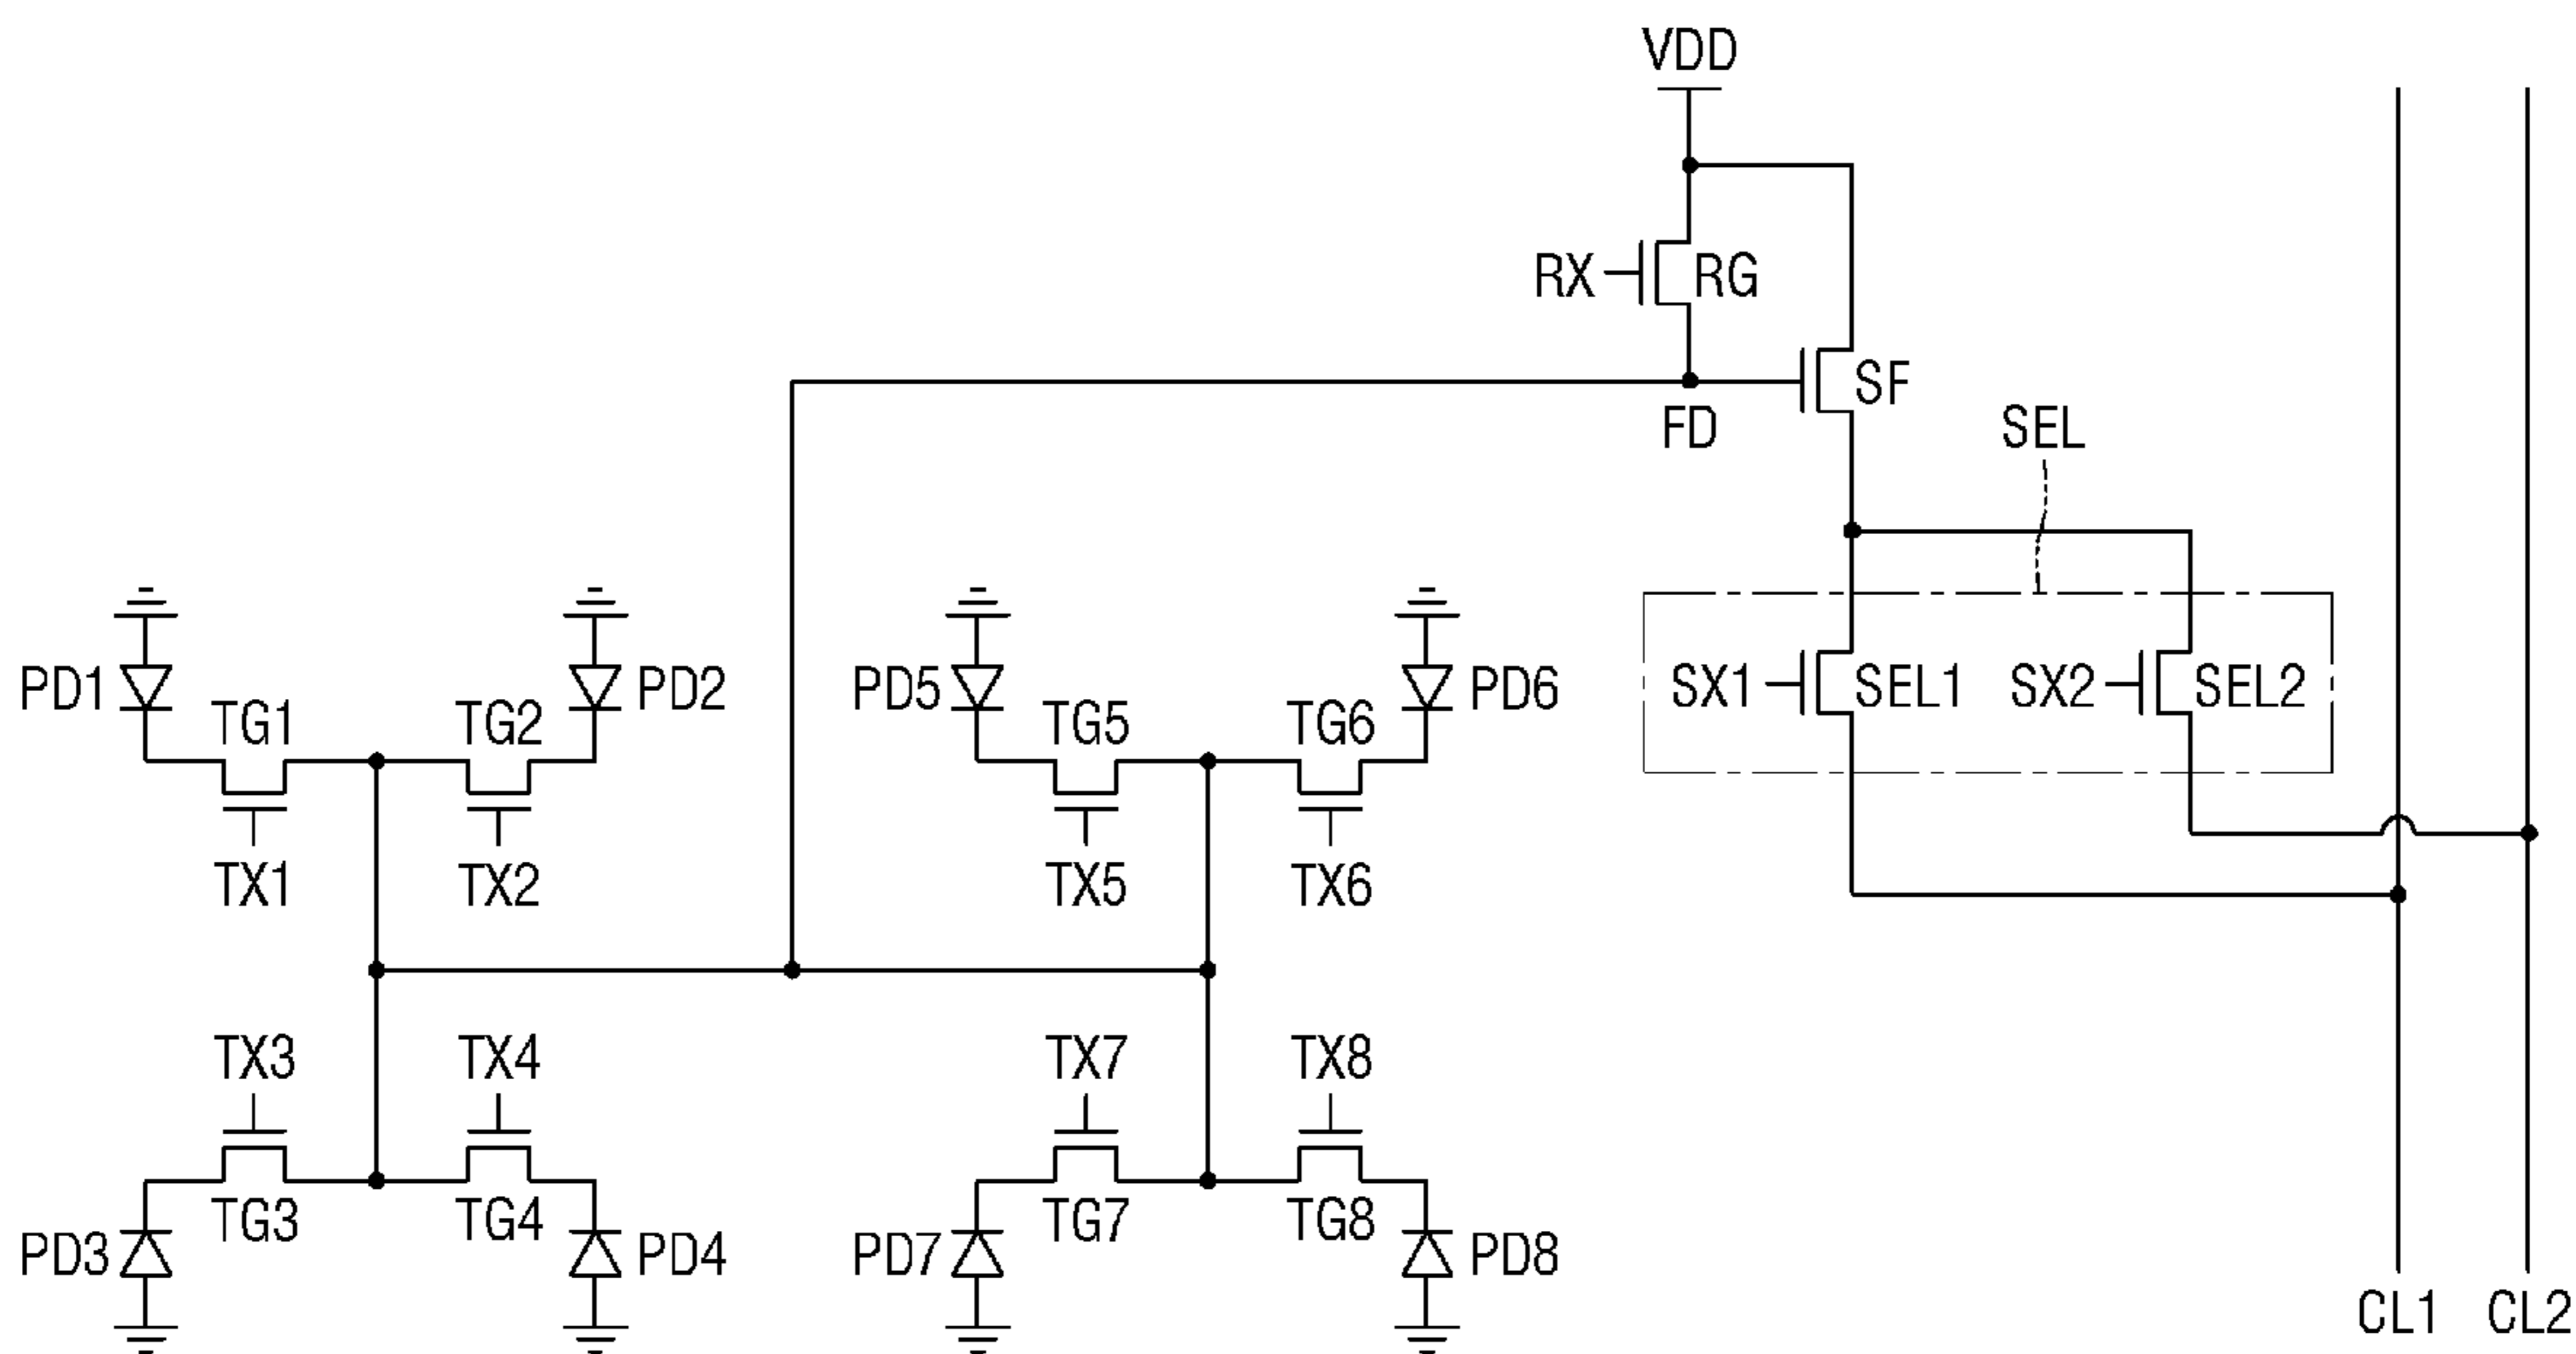 VDD
RX
RG
SF
FD
SEL
PD1
TG1
TG2
PD2
PD5
TG5
TG6
PD6
SX1
SEL1
SX2
SEL2
TX1
TX2
TX5
TX6
TX3
TX4
TX7
TX8
PD3
TG3
TG4
PD4
PD7
TG7
TG8
PD8
CL1
CL2